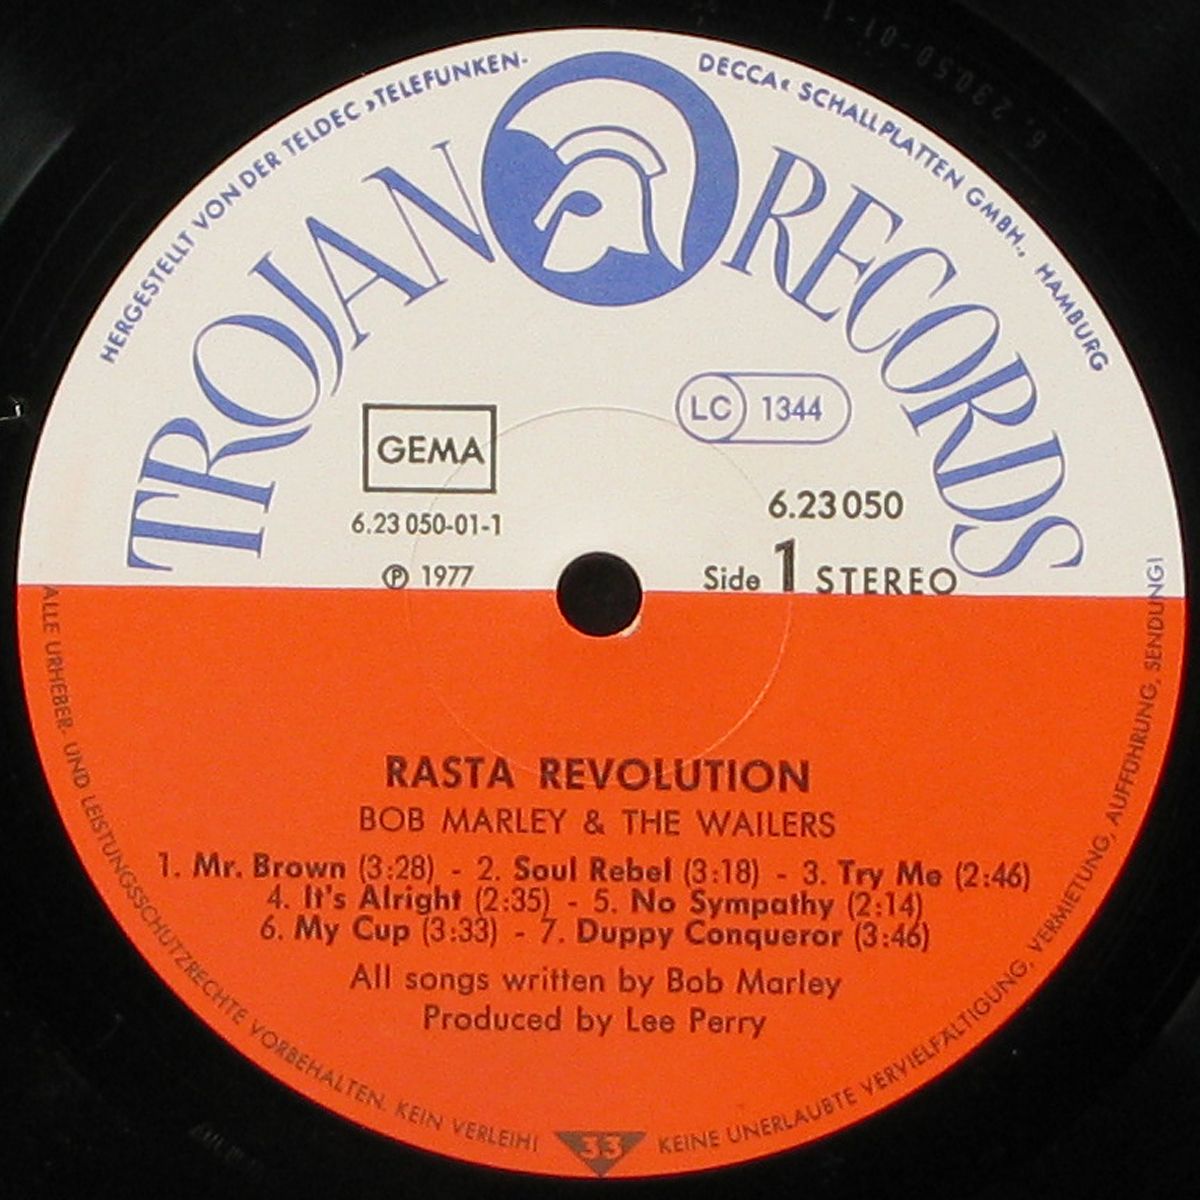 HERGESTELLT VON DER TELDEC »TELEFUNKEN-DECCA« SCHALLPLATTEN GMBH., HAMBURG
TROJAN RECORDS
GEMA
LC 1344
6.23 050-01-1
6.23050
℗ 1977
Side 1 STEREO
RASTA REVOLUTION
BOB MARLEY & THE WAILERS
1. Mr. Brown (3:28) - 2. Soul Rebel (3:18) - 3. Try Me (2:46)
4. It's Alright (2:35) - 5. No Sympathy (2:14)
6. My Cup (3:33) - 7. Duppy Conqueror (3:46)
All songs written by Bob Marley
Produced by Lee Perry
ALLE URHEBER- UND LEISTUNGSSCHUTZRECHTE VORBEHALTEN. KEIN VERLEIH!
33
KEINE UNERLAUBTE VERVIELFÄLTIGUNG, VERMIETUNG, AUFFÜHRUNG, SENDUNG!